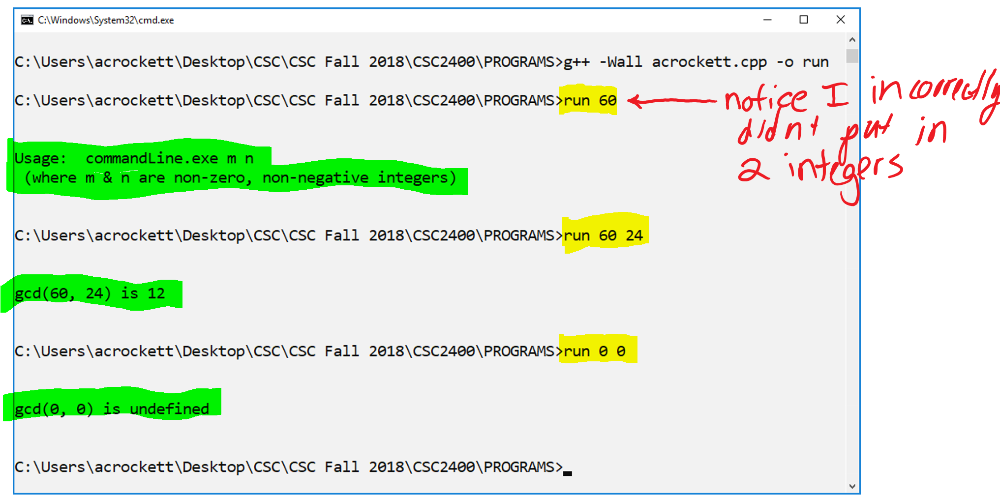 C:\Windows\System32\cmd.exe
C:\Users\acrockett\Desktop\CSC\CSC Fall 2018\CSC2400\PROGRAMS>g++ -Wall acrockett.cpp -o run
C:\Users\acrockett\Desktop\CSC\CSC Fall 2018\CSC2400\PROGRAMS>run 60
notice I incorrectly
didn't put in
2 integers
Usage:  commandLine.exe m n
(where m & n are non-zero, non-negative integers)
C:\Users\acrockett\Desktop\CSC\CSC Fall 2018\CSC2400\PROGRAMS>run 60 24
gcd(60, 24) is 12
C:\Users\acrockett\Desktop\CSC\CSC Fall 2018\CSC2400\PROGRAMS>run 0 0
gcd(0, 0) is undefined
C:\Users\acrockett\Desktop\CSC\CSC Fall 2018\CSC2400\PROGRAMS>